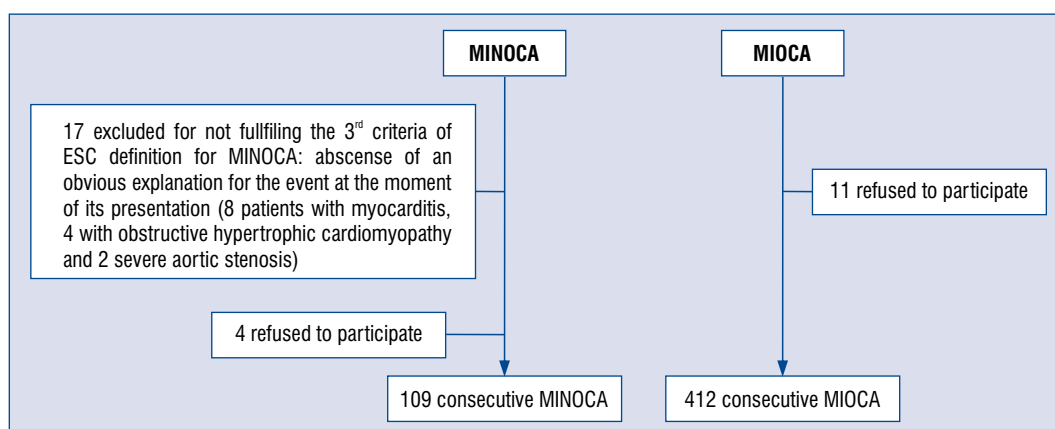 MINOCA
MIOCA
17 excluded for not fullfiling the 3rd criteria of
ESC definition for MINOCA: abscense of an
obvious explanation for the event at the moment
of its presentation (8 patients with myocarditis,
4 with obstructive hypertrophic cardiomyopathy
and 2 severe aortic stenosis)
11 refused to participate
4 refused to participate
109 consecutive MINOCA
412 consecutive MIOCA